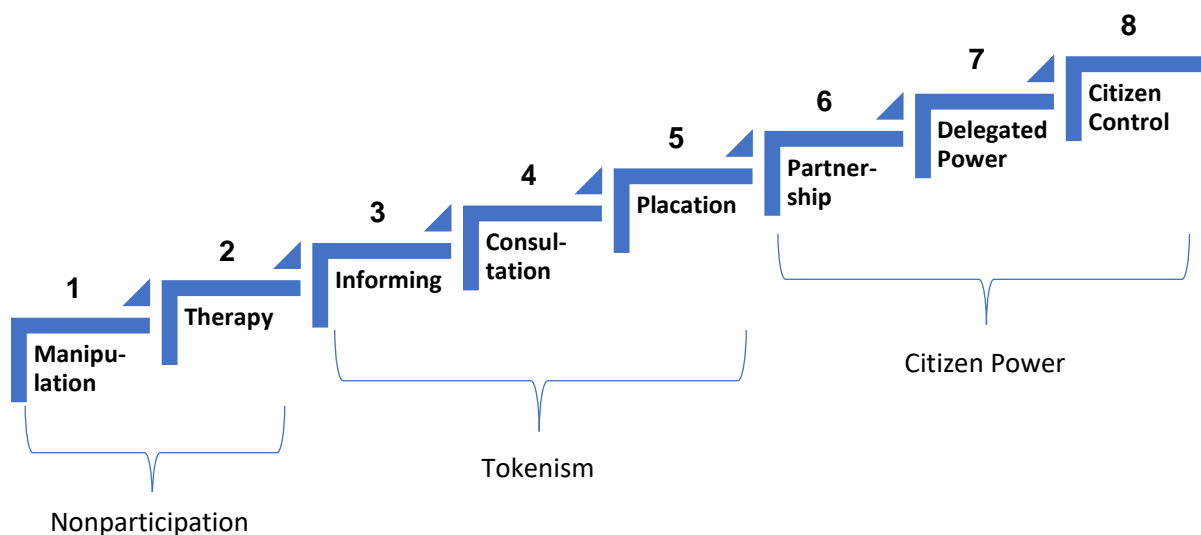 1
Manipu-
lation
2
Therapy
3
Informing
4
Consul-
tation
5
Placation
6
Partner-
ship
7
Delegated
Power
8
Citizen
Control
Nonparticipation
Tokenism
Citizen Power